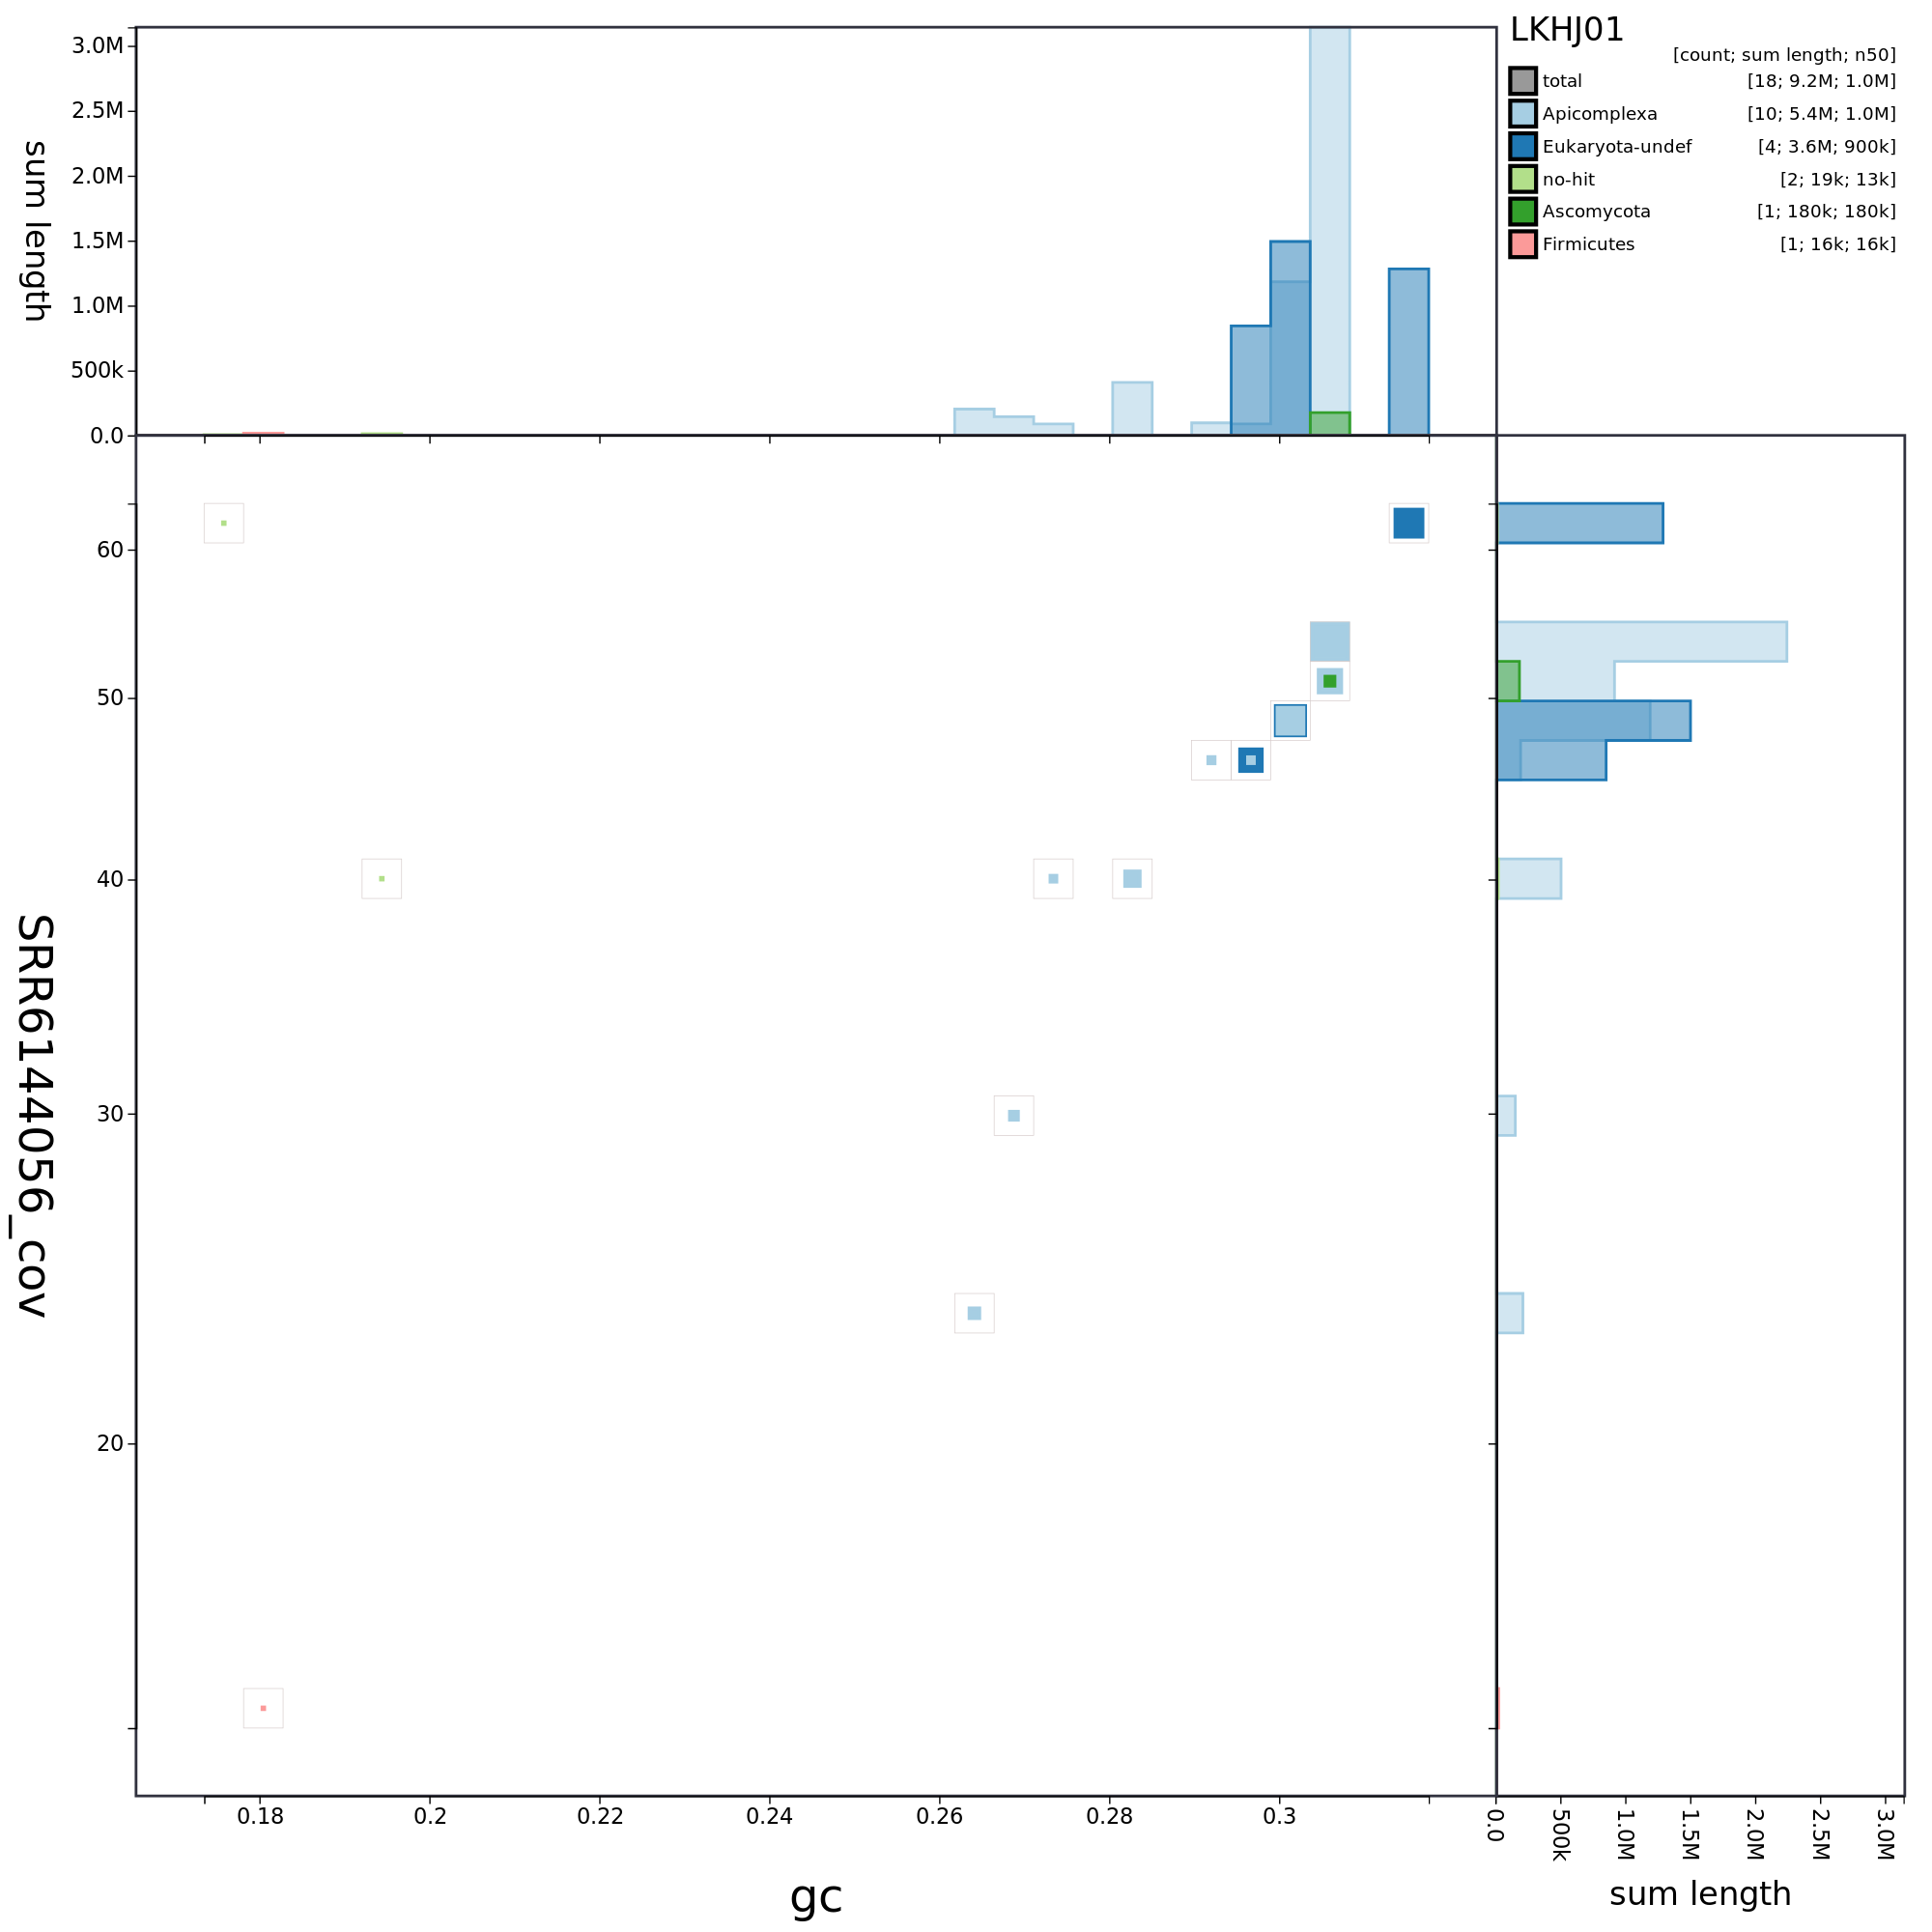 LKHJ01
[count; sum length; n50]
total [18; 9.2M; 1.0M]
Apicomplexa [10; 5.4M; 1.0M]
Eukaryota-undef [4; 3.6M; 900k]
no-hit [2; 19k; 13k]
Ascomycota [1; 180k; 180k]
Firmicutes [1; 16k; 16k]
sum length
3.0M
2.5M
2.0M
1.5M
1.0M
500k
0.0
SRR6144056_cov
60
50
40
30
20
0.18 0.2 0.22 0.24 0.26 0.28 0.3
gc
0.0 500k 1.0M 1.5M 2.0M 2.5M 3.0M
sum length